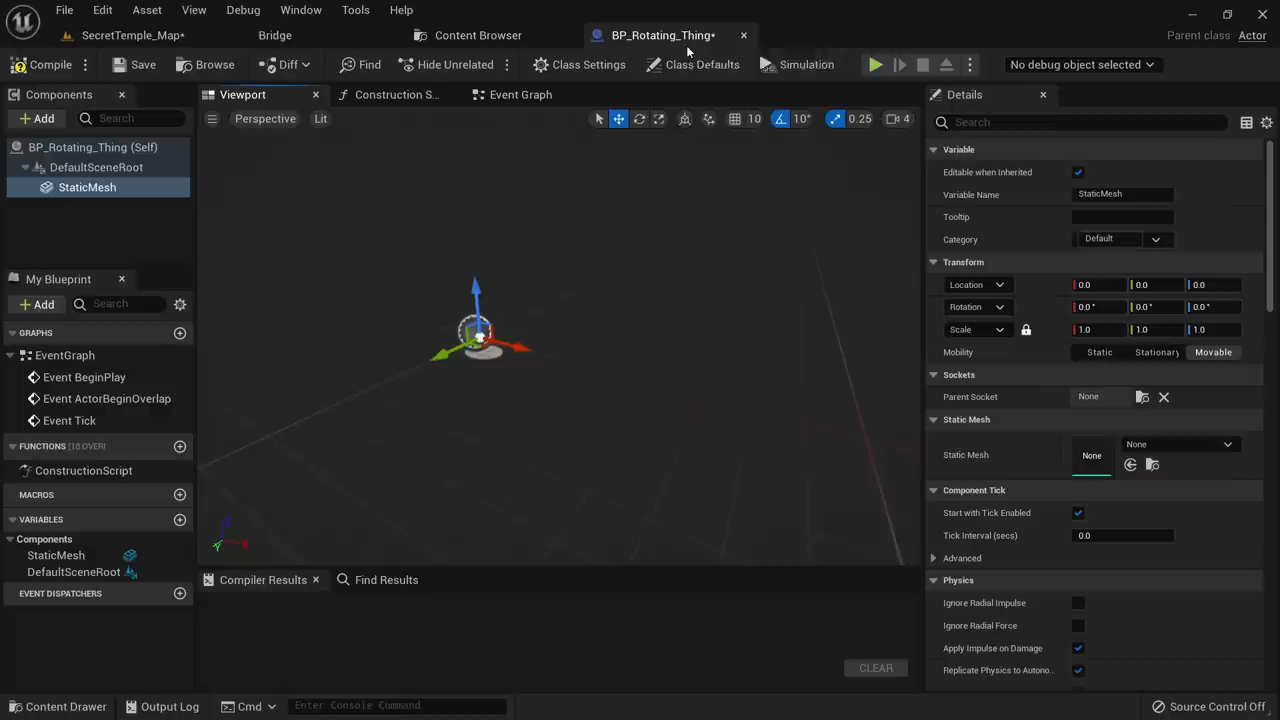 File Edit Asset View Debug Window Tools Help
SecretTemple_Map* Bridge Content Browser BP_Rotating_Thing* Parent class: Actor
Compile Save Browse Diff Find Hide Unrelated Class Settings Class Defaults Simulation No debug object selected
Components Viewport Construction S... Event Graph Details
Add Search Perspective Lit 10 10° 0.25 4 Search
BP_Rotating_Thing (Self)
DefaultSceneRoot
StaticMesh
My Blueprint
Add Search
GRAPHS
EventGraph
Event BeginPlay
Event ActorBeginOverlap
Event Tick
FUNCTIONS (18 OVER)
ConstructionScript
MACROS
VARIABLES
Components
StaticMesh
DefaultSceneRoot
EVENT DISPATCHERS
Compiler Results Find Results
CLEAR
Variable
Editable when Inherited
Variable Name StaticMesh
Tooltip
Category Default
Transform
Location 0.0 0.0 0.0
Rotation 0.0 ° 0.0 ° 0.0 °
Scale 1.0 1.0 1.0
Mobility Static Stationary Movable
Sockets
Parent Socket None
Static Mesh
Static Mesh None None
Component Tick
Start with Tick Enabled
Tick Interval (secs) 0.0
Advanced
Physics
Ignore Radial Impulse
Ignore Radial Force
Apply Impulse on Damage
Replicate Physics to Autono...
Content Drawer Output Log Cmd Enter Console Command Source Control Off